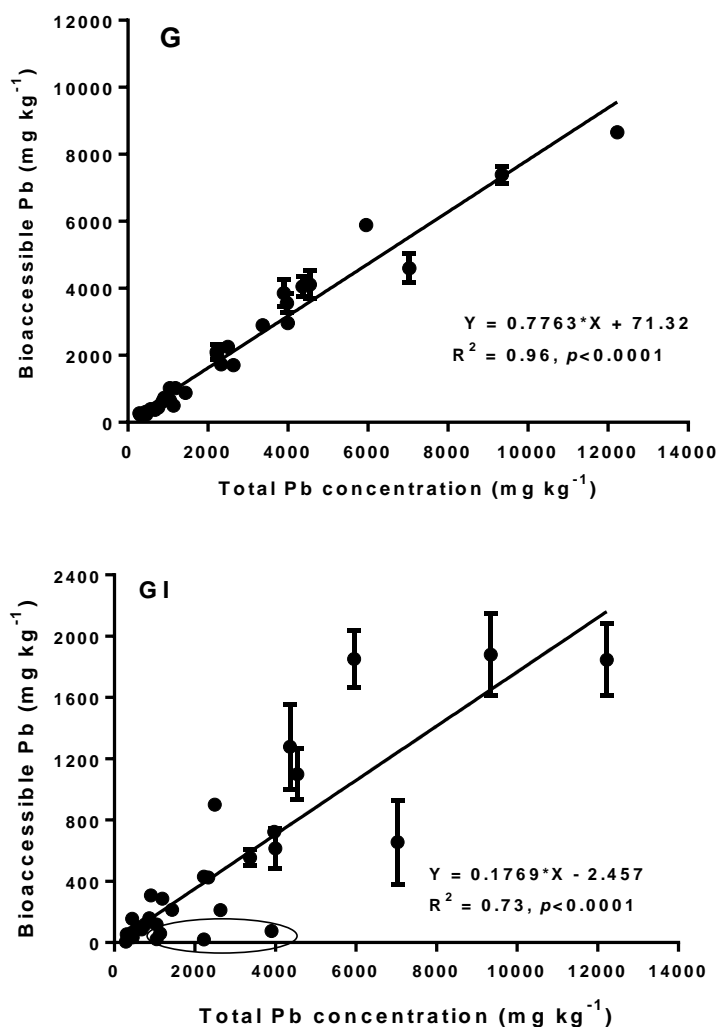 G
12000
10000
8000
6000
4000
2000
0
Bioaccessible Pb (mg kg⁻¹)
Y = 0.7763*X + 71.32
R² = 0.96, p<0.0001
0 2000 4000 6000 8000 10000 12000 14000
Total Pb concentration (mg kg⁻¹)
GI
2400
2000
1600
1200
800
400
0
Bioaccessible Pb (mg kg⁻¹)
Y = 0.1769*X - 2.457
R² = 0.73, p<0.0001
0 2000 4000 6000 8000 10000 12000 14000
Total Pb concentration (mg kg⁻¹)